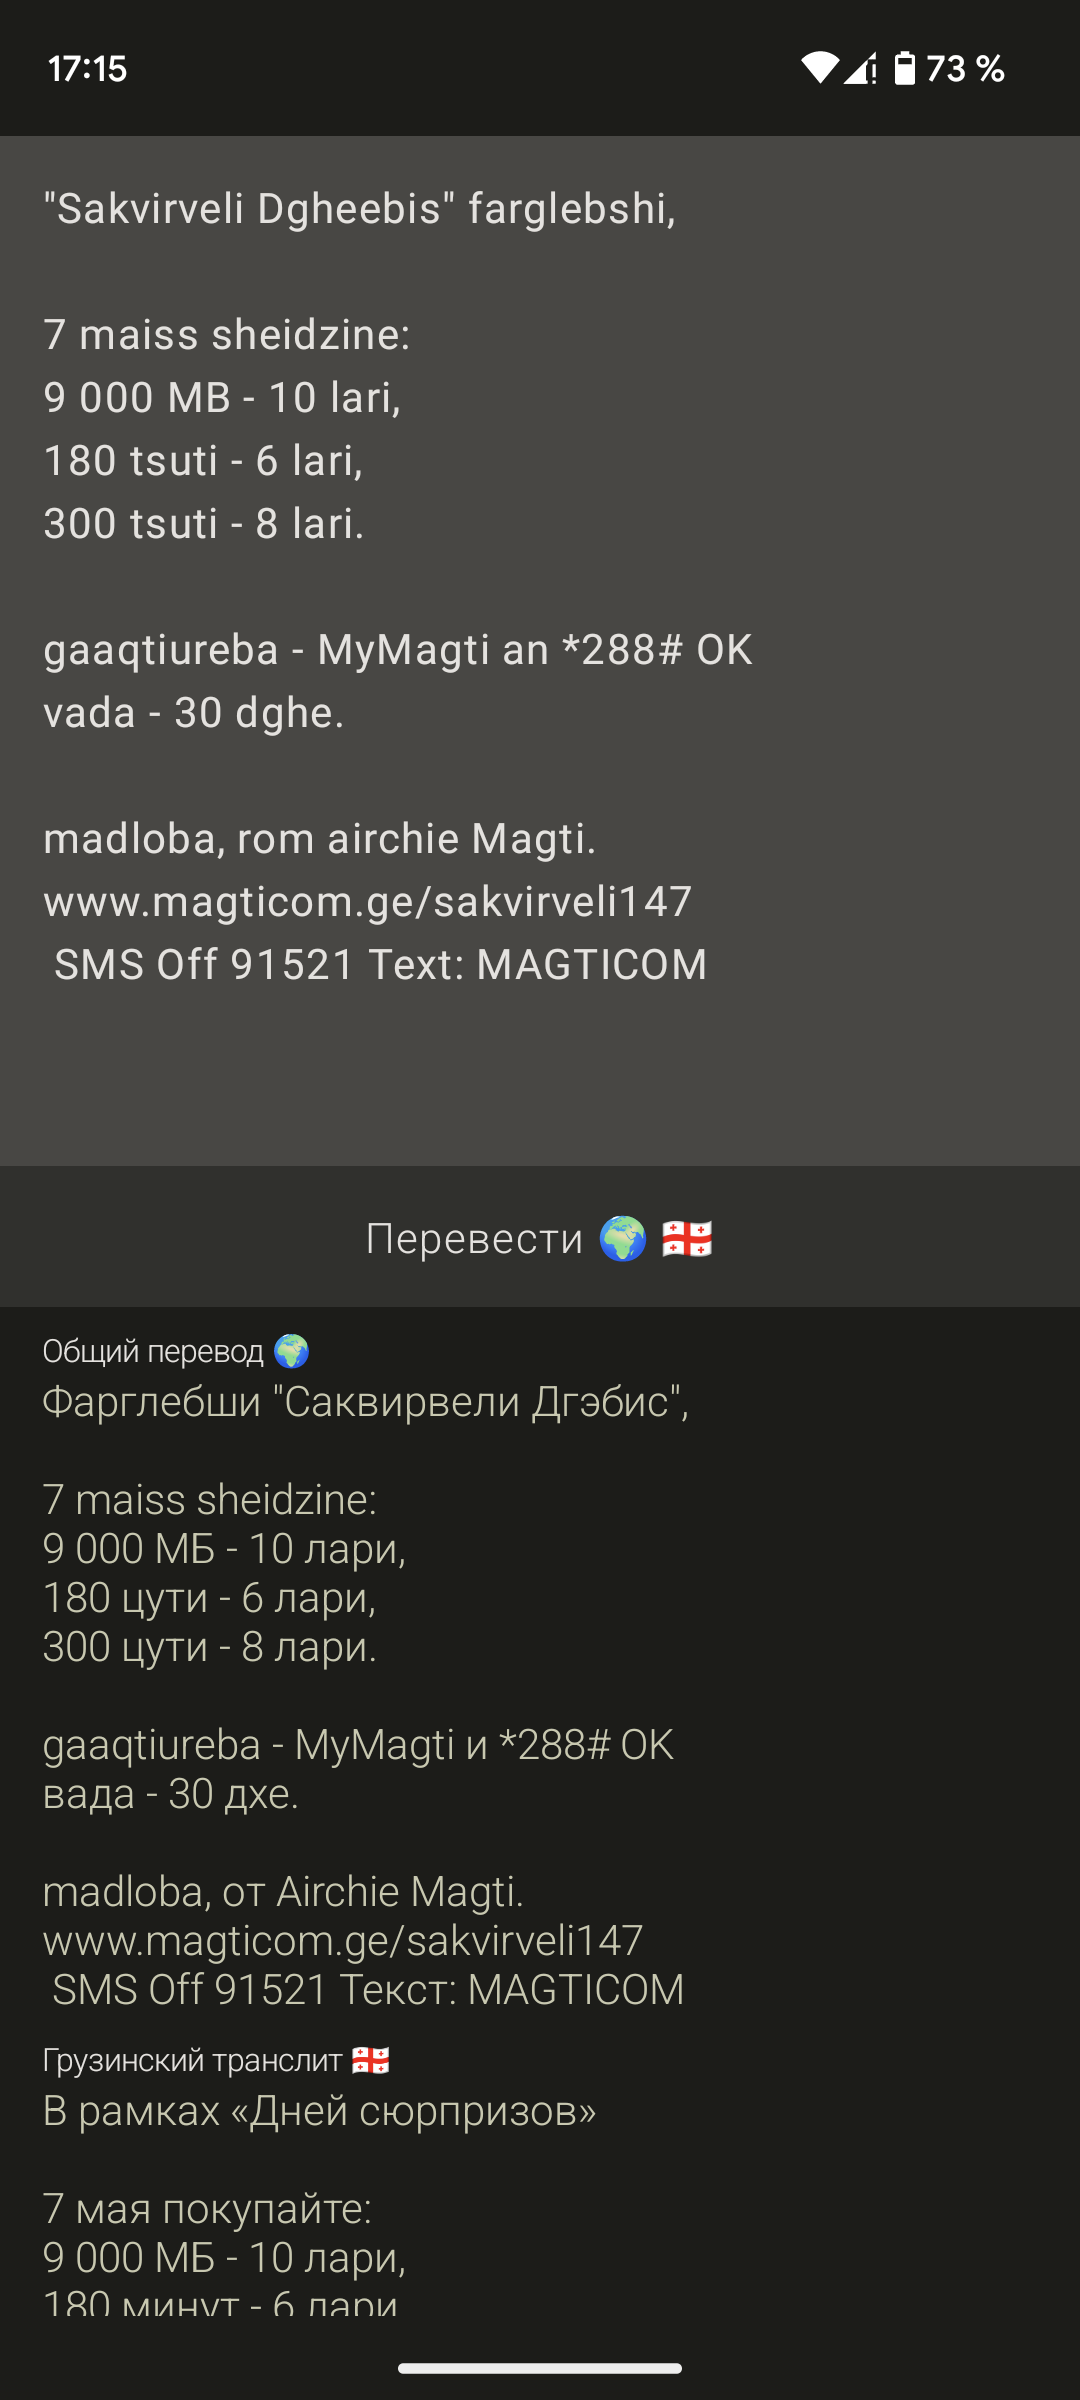 17:15
73 %
"Sakvirveli Dgheebis" farglebshi,
7 maiss sheidzine:
9 000 MB - 10 lari,
180 tsuti - 6 lari,
300 tsuti - 8 lari.
gaaqtiureba - MyMagti an *288# OK
vada - 30 dghe.
madloba, rom airchie Magti.
www.magticom.ge/sakvirveli147
SMS Off 91521 Text: MAGTICOM
Перевести 🌍 🇬🇪
Общий перевод 🌍
Фарглебши "Саквирвели Дгэбис",
7 maiss sheidzine:
9 000 МБ - 10 лари,
180 цути - 6 лари,
300 цути - 8 лари.
gaaqtiureba - MyMagti и *288# OK
вада - 30 дхе.
madloba, от Airchie Magti.
www.magticom.ge/sakvirveli147
SMS Off 91521 Текст: MAGTICOM
Грузинский транслит 🇬🇪
В рамках «Дней сюрпризов»
7 мая покупайте:
9 000 МБ - 10 лари,
180 минут - 6 лари